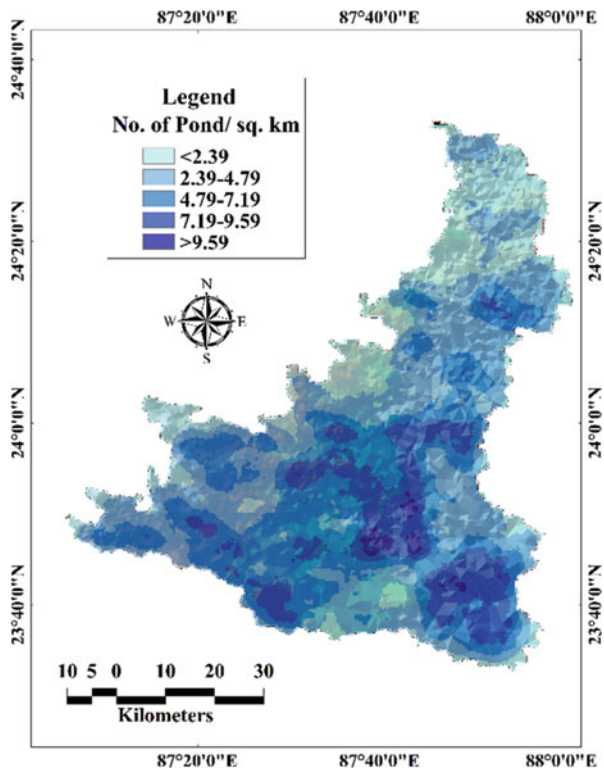 87°20'0"E 87°40'0"E 88°0'0"E
24°40'0"N
24°40'0"N
Legend
No. of Pond/ sq. km
<2.39
2.39-4.79
4.79-7.19
7.19-9.59
>9.59
24°20'0"N
24°20'0"N
N
W E
S
24°0'0"N
24°0'0"N
23°40'0"N
23°40'0"N
10 5 0 10 20 30
Kilometers
87°20'0"E 87°40'0"E 88°0'0"E